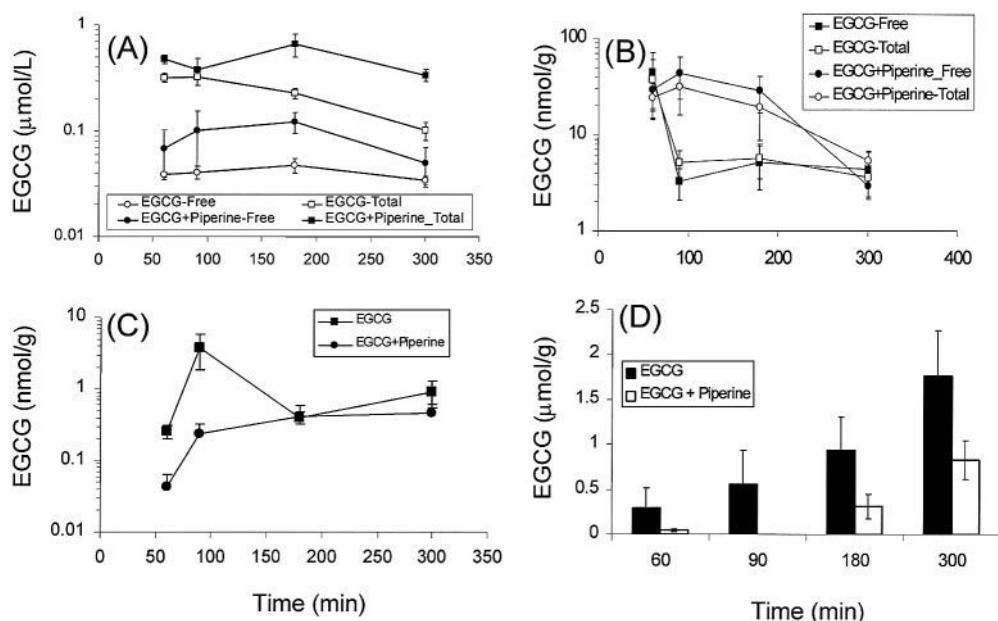 (A)
EGCG (μmol/L)
1
0.1
0.01
EGCG-Free
EGCG-Total
EGCG+Piperine-Free
EGCG+Piperine_Total
0 50 100 150 200 250 300 350
(B)
EGCG (nmol/g)
100
10
1
EGCG-Free
EGCG-Total
EGCG+Piperine_Free
EGCG+Piperine-Total
0 100 200 300 400
(C)
EGCG (nmol/g)
10
1
0.1
0.01
EGCG
EGCG+Piperine
0 50 100 150 200 250 300 350
Time (min)
(D)
EGCG (μmol/g)
2.5
2
1.5
1
0.5
0
EGCG
EGCG + Piperine
60 90 180 300
Time (min)